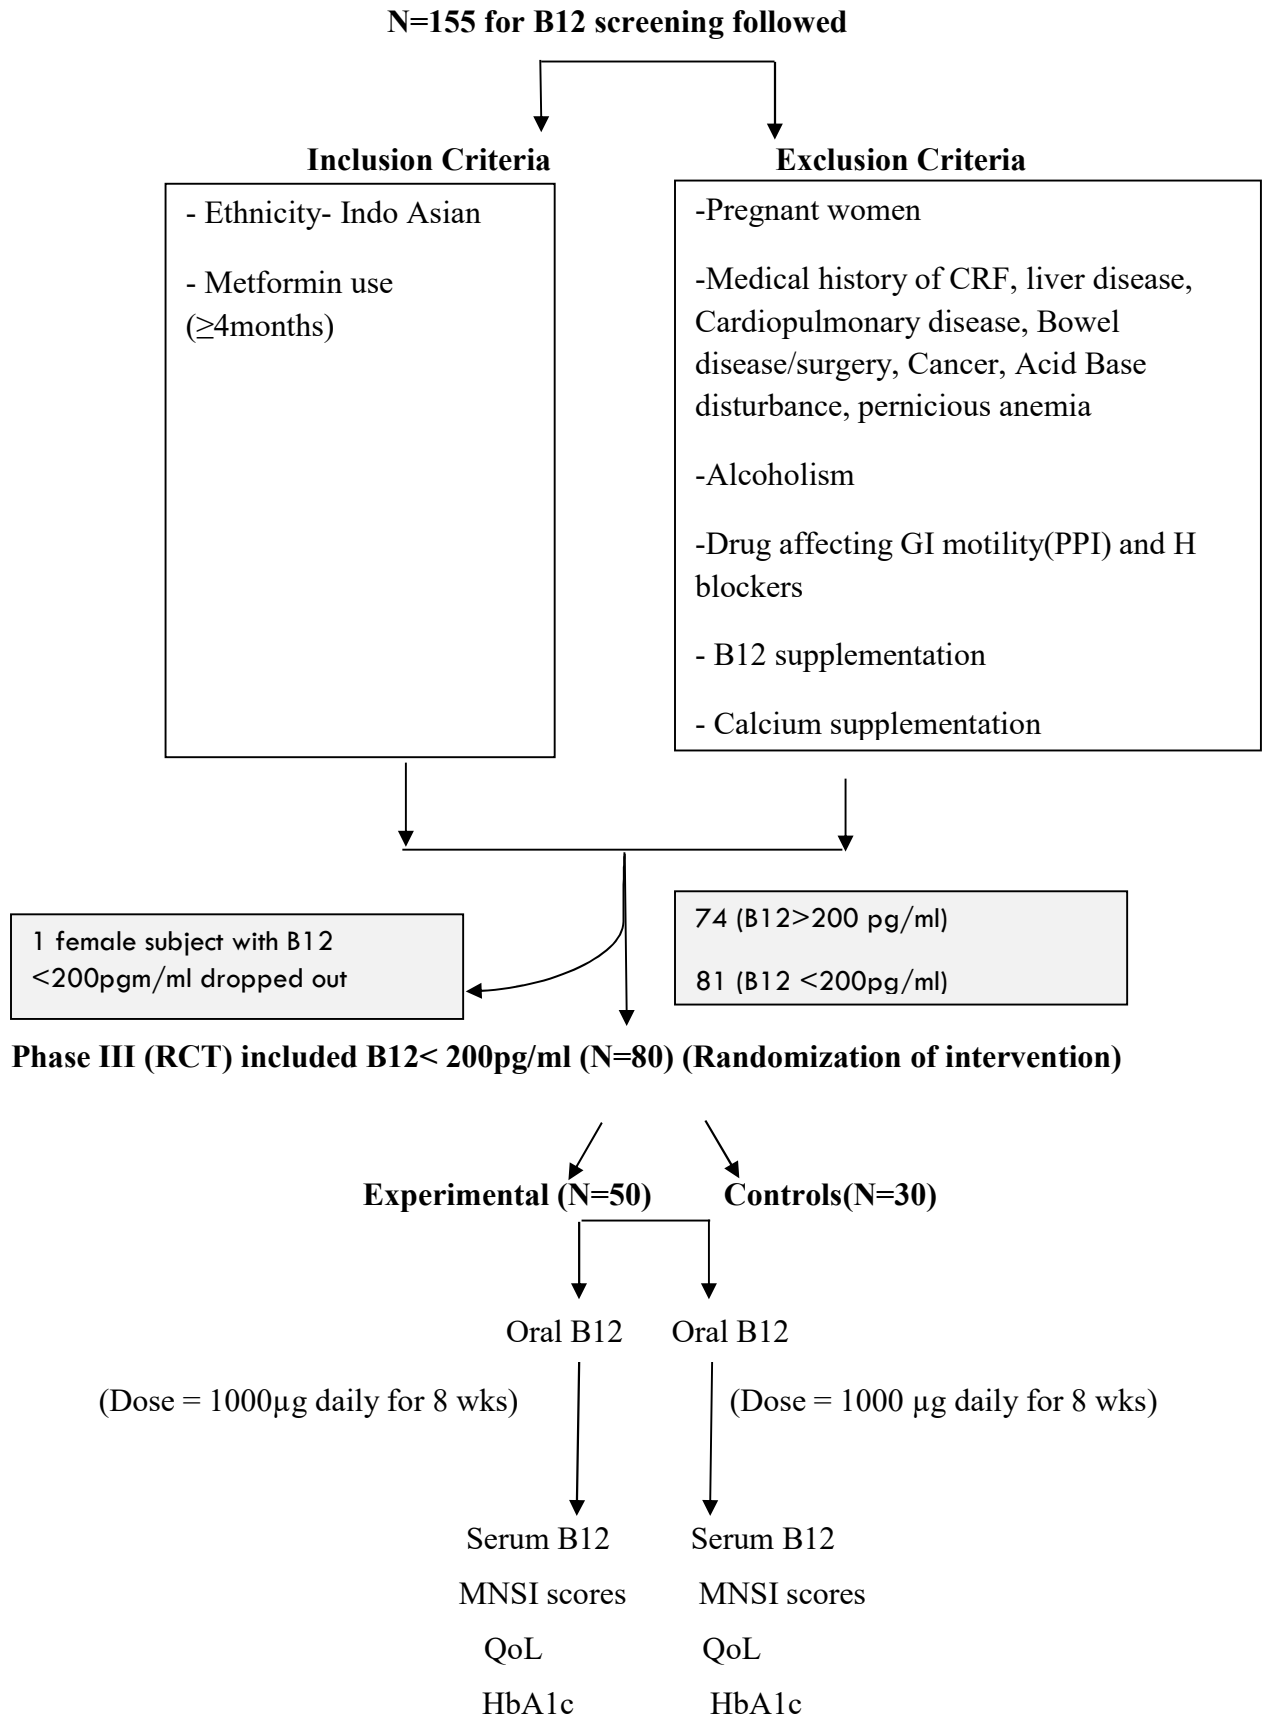 N=155 for B12 screening followed
Inclusion Criteria
- Ethnicity- Indo Asian
- Metformin use
(≥4months)
Exclusion Criteria
-Pregnant women
-Medical history of CRF, liver disease,
Cardiopulmonary disease, Bowel
disease/surgery, Cancer, Acid Base
disturbance, pernicious anemia
-Alcoholism
-Drug affecting GI motility(PPI) and H
blockers
- B12 supplementation
- Calcium supplementation
1 female subject with B12
<200pgm/ml dropped out
74 (B12>200 pg/ml)
81 (B12 <200pg/ml)
Phase III (RCT) included B12< 200pg/ml (N=80) (Randomization of intervention)
Experimental (N=50)
Controls(N=30)
Oral B12
Oral B12
(Dose = 1000µg daily for 8 wks)
(Dose = 1000 µg daily for 8 wks)
Serum B12
MNSI scores
QoL
HbA1c
Serum B12
MNSI scores
QoL
HbA1c